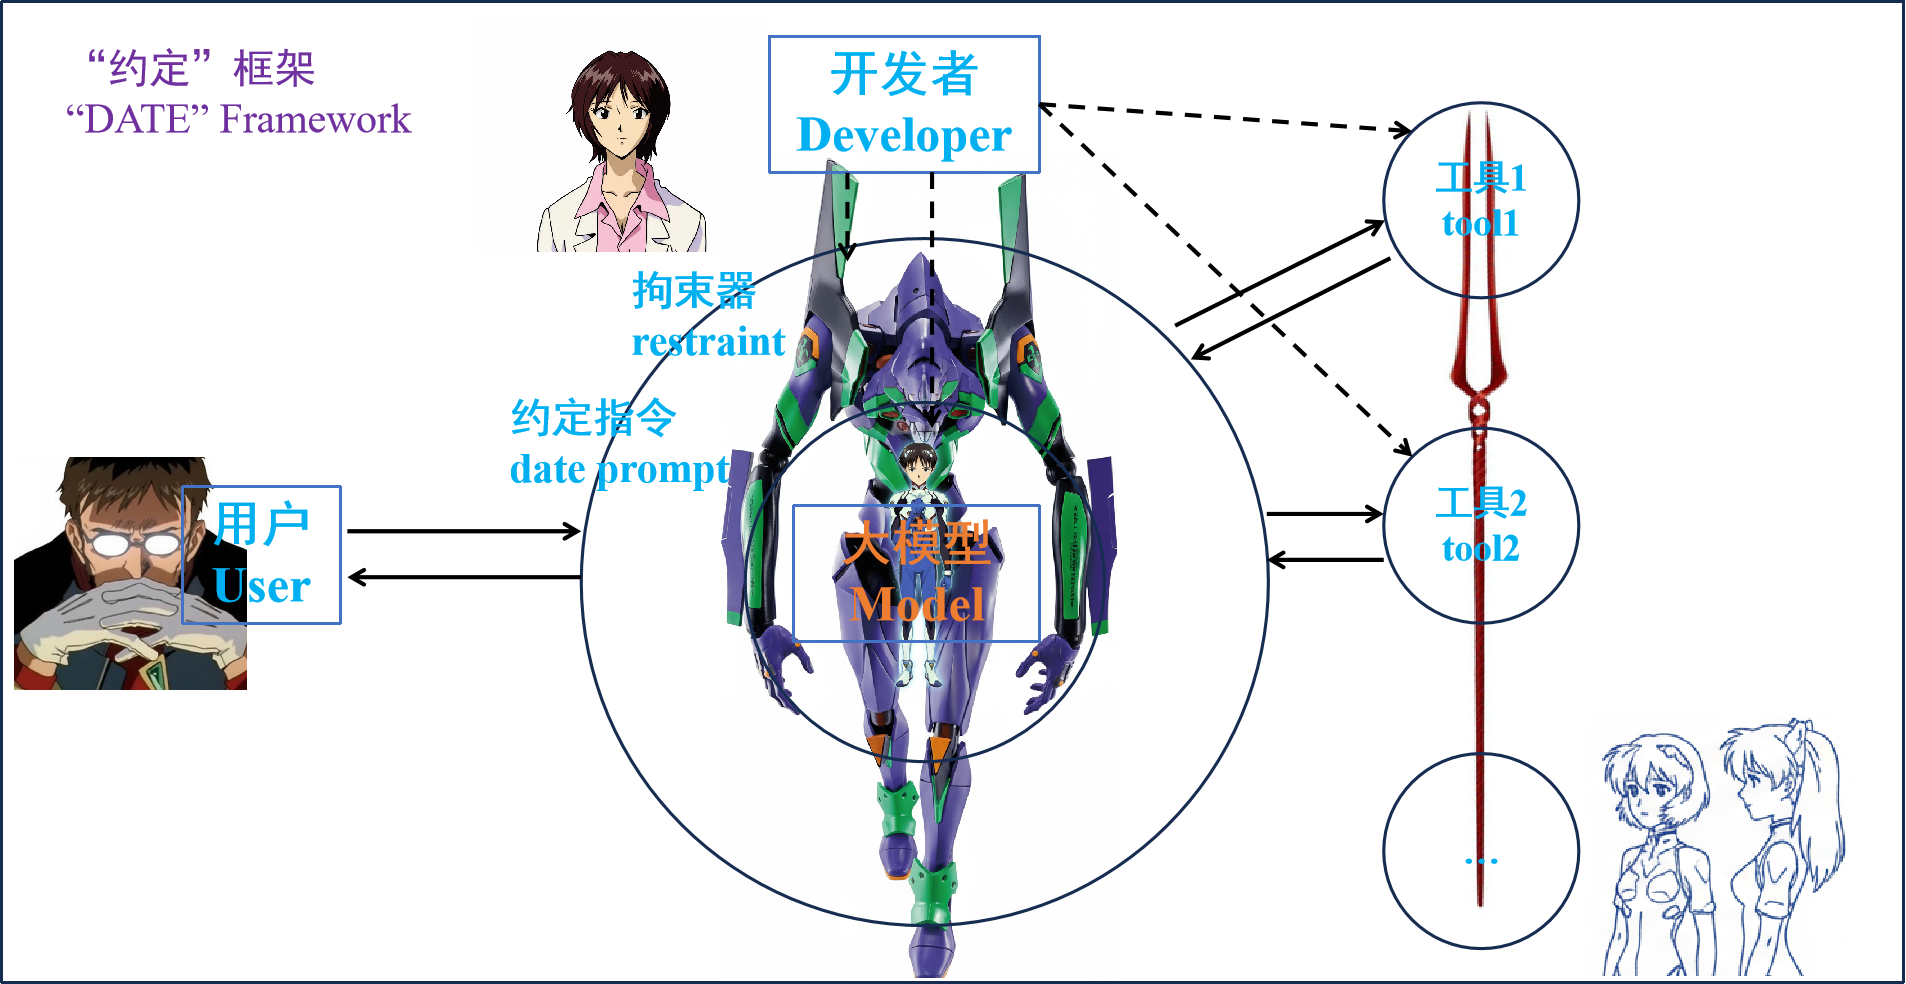 “约定”框架
“DATE” Framework
开发者
Developer
工具1
tool1
拘束器
restraint
约定指令
date prompt
用户
User
大模型
Model
工具2
tool2
…